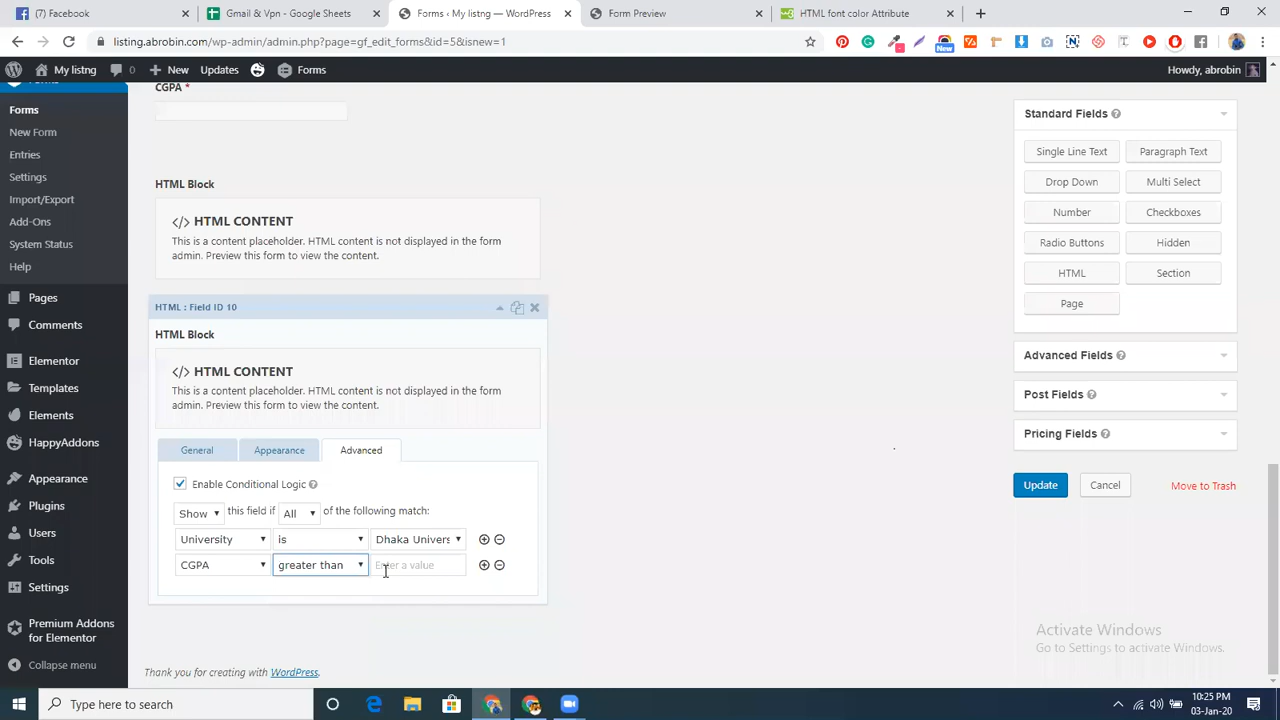 Facebook
Gmail & Vpn - Google Sheets
Forms ‹ My listng — WordPress
Form Preview
HTML font color Attribute
listing.abrobin.com/wp-admin/admin.php?page=gf_edit_forms&id=5&isnew=1
New
My listng
0
New
Updates
Forms
Howdy, abrobin
Forms
New Form
Entries
Settings
Import/Export
Add-Ons
System Status
Help
Pages
Comments
Elementor
Templates
Elements
HappyAddons
Appearance
Plugins
Users
Tools
Settings
Premium Addons
for Elementor
Collapse menu
CGPA *
HTML Block
</> HTML CONTENT
This is a content placeholder. HTML content is not displayed in the form
admin. Preview this form to view the content.
HTML : Field ID 10
HTML Block
</> HTML CONTENT
This is a content placeholder. HTML content is not displayed in the form
admin. Preview this form to view the content.
General
Appearance
Advanced
Enable Conditional Logic
Show this field if All of the following match:
University is Dhaka Univers
CGPA greater than Enter a value
Thank you for creating with WordPress.
Standard Fields
Single Line Text
Paragraph Text
Drop Down
Multi Select
Number
Checkboxes
Radio Buttons
Hidden
HTML
Section
Page
Advanced Fields
Post Fields
Pricing Fields
Update
Cancel
Move to Trash
Activate Windows
Go to Settings to activate Windows.
Type here to search
10:25 PM
03-Jan-20